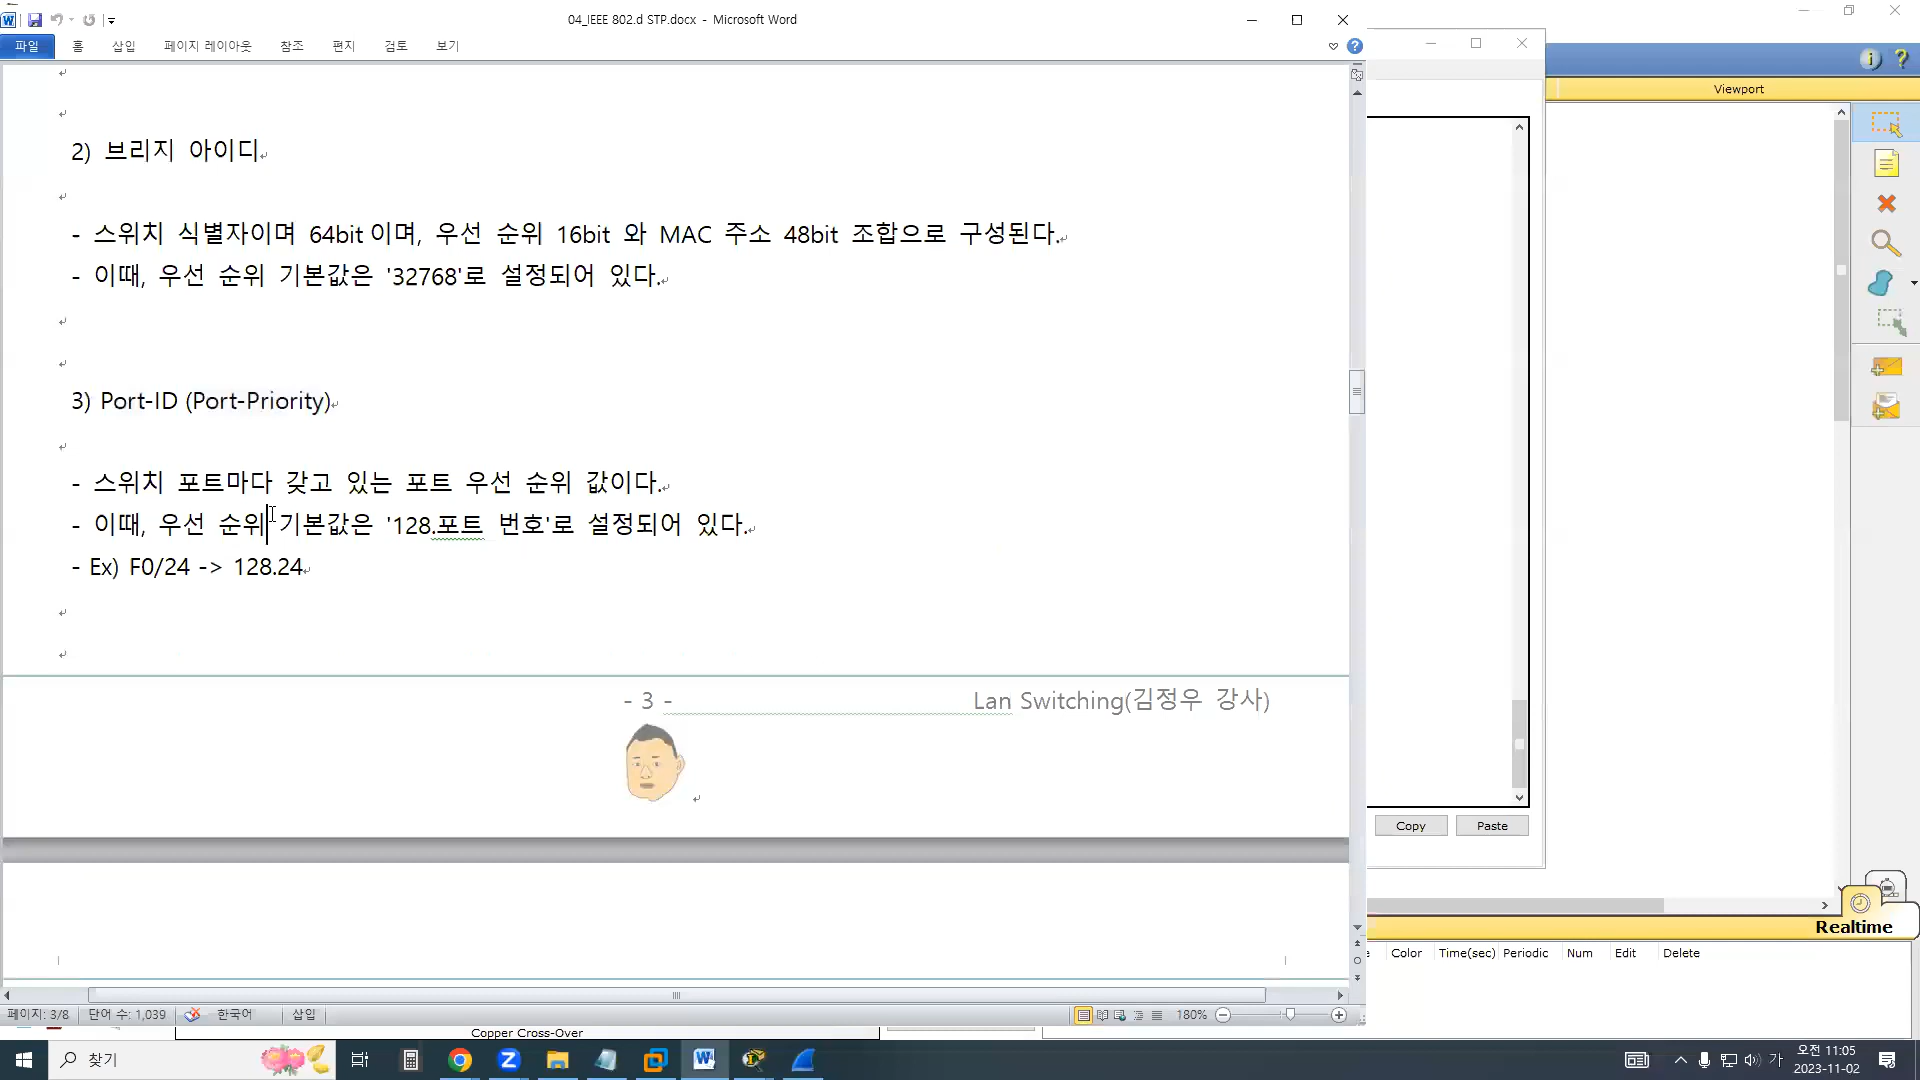 04_IEEE 802.d STP.docx - Microsoft Word
파일 홈 삽입 페이지 레이아웃 참조 편지 검토 보기
Viewport
2) 브리지 아이디
- 스위치 식별자이며 64bit이며, 우선 순위 16bit 와 MAC 주소 48bit 조합으로 구성된다.
- 이때, 우선 순위 기본값은 '32768'로 설정되어 있다.
3) Port-ID (Port-Priority)
- 스위치 포트마다 갖고 있는 포트 우선 순위 값이다.
- 이때, 우선 순위 기본값은 '128.포트 번호'로 설정되어 있다.
- Ex) F0/24 -> 128.24
- 3 - Lan Switching(김정우 강사)
Copy Paste
Realtime
Color Time(sec) Periodic Num Edit Delete
페이지: 3/8 단어 수: 1,039 한국어 삽입 180%
Copper Cross-Over
찾기
가 오전 11:05
2023-11-02